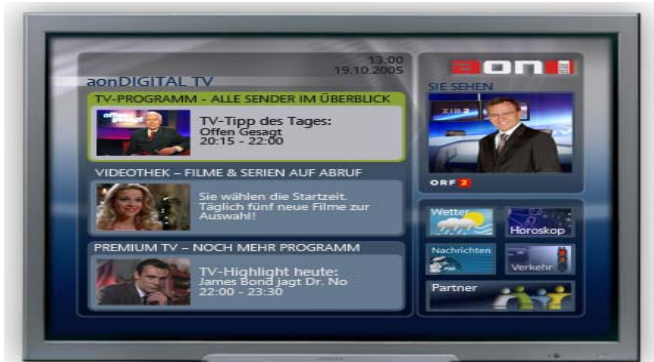 13:00
19.10.2005
aonDIGITAL TV
TV-PROGRAMM - ALLE SENDER IM ÜBERBLICK
TV-Tipp des Tages:
Offen Gesagt
20:15 - 22:00
VIDEOTHEK – FILME & SERIEN AUF ABRUF
Sie wählen die Startzeit.
Täglich fünf neue Filme zur
Auswahl!
PREMIUM TV – NOCH MEHR PROGRAMM
TV-Highlight heute:
James Bond jagt Dr. No
22:00 - 23:30
aon
SIE SEHEN
ZIB 2
ORF 2
Wetter
Horoskop
Nachrichten
Verkehr
Partner